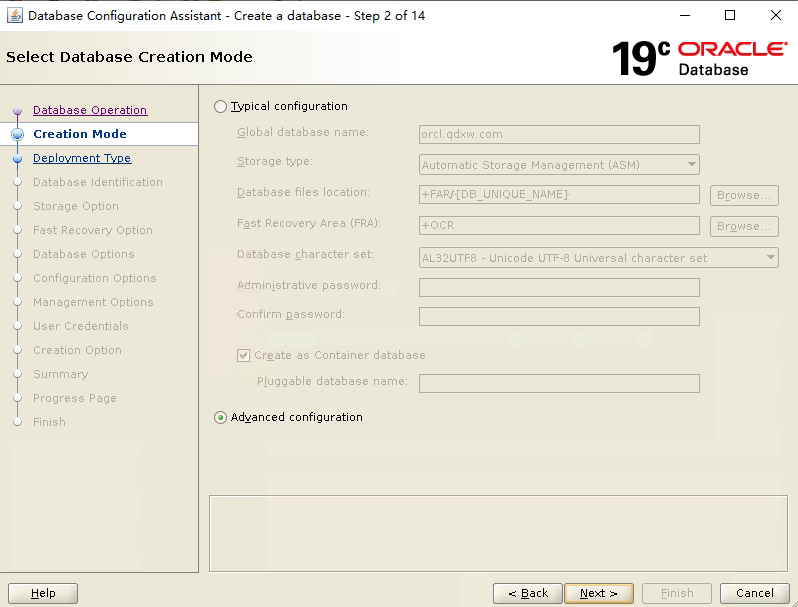 Database Configuration Assistant - Create a database - Step 2 of 14
Select Database Creation Mode
19c ORACLE
Database
Database Operation
Creation Mode
Deployment Type
Database Identification
Storage Option
Fast Recovery Option
Database Options
Configuration Options
Management Options
User Credentials
Creation Option
Summary
Progress Page
Finish
Typical configuration
Global database name: orcl.qdxw.com
Storage type: Automatic Storage Management (ASM)
Database files location: +FAR/{DB_UNIQUE_NAME} Browse...
Fast Recovery Area (FRA): +OCR Browse...
Database character set: AL32UTF8 - Unicode UTF-8 Universal character set
Administrative password:
Confirm password:
Create as Container database
Pluggable database name:
Advanced configuration
Help < Back Next > Finish Cancel